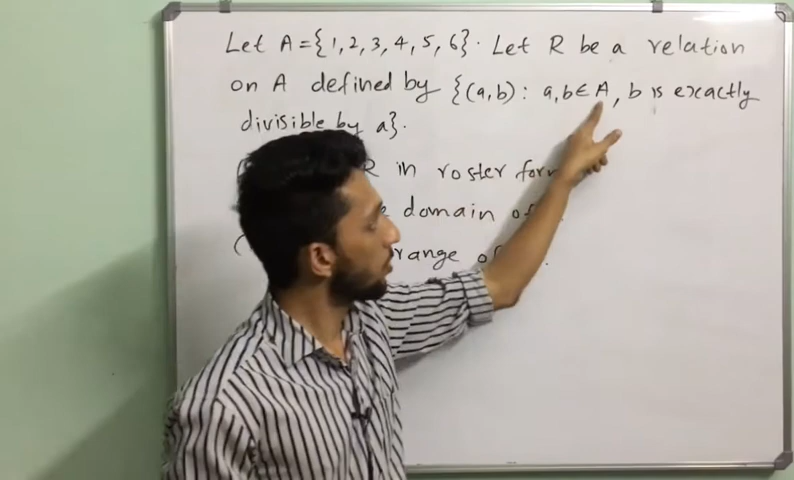 Let A = {1, 2, 3, 4, 5, 6}. Let R be a relation
on A defined by {(a, b) : a, b ∈ A, b is exactly
divisible by a}.
R in roster form
domain of
( range of .